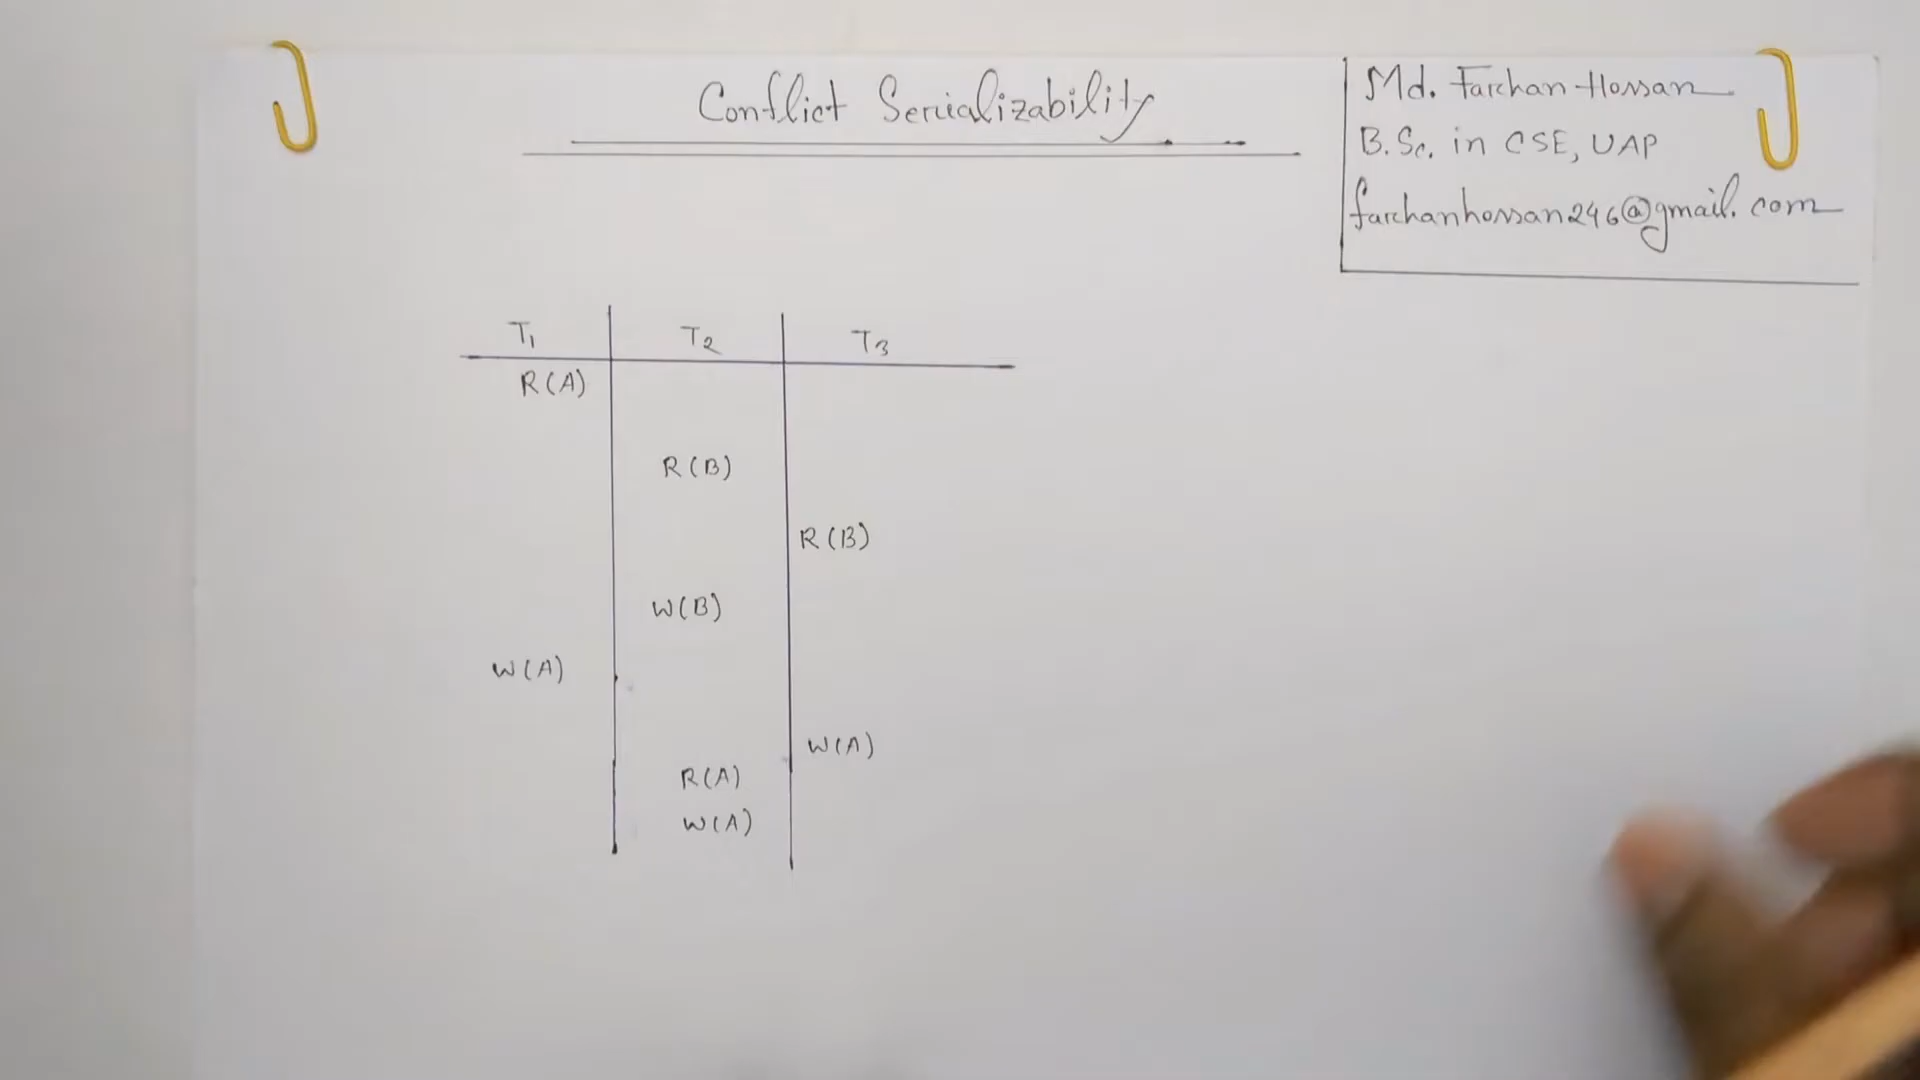 Conflict Serializability
Md. Farhan Hossan
B.Sc. in CSE, UAP
farhanhossan246@gmail.com
T1 T2 T3
R(A)
R(B)
R(B)
W(B)
W(A)
W(A)
R(A)
W(A)